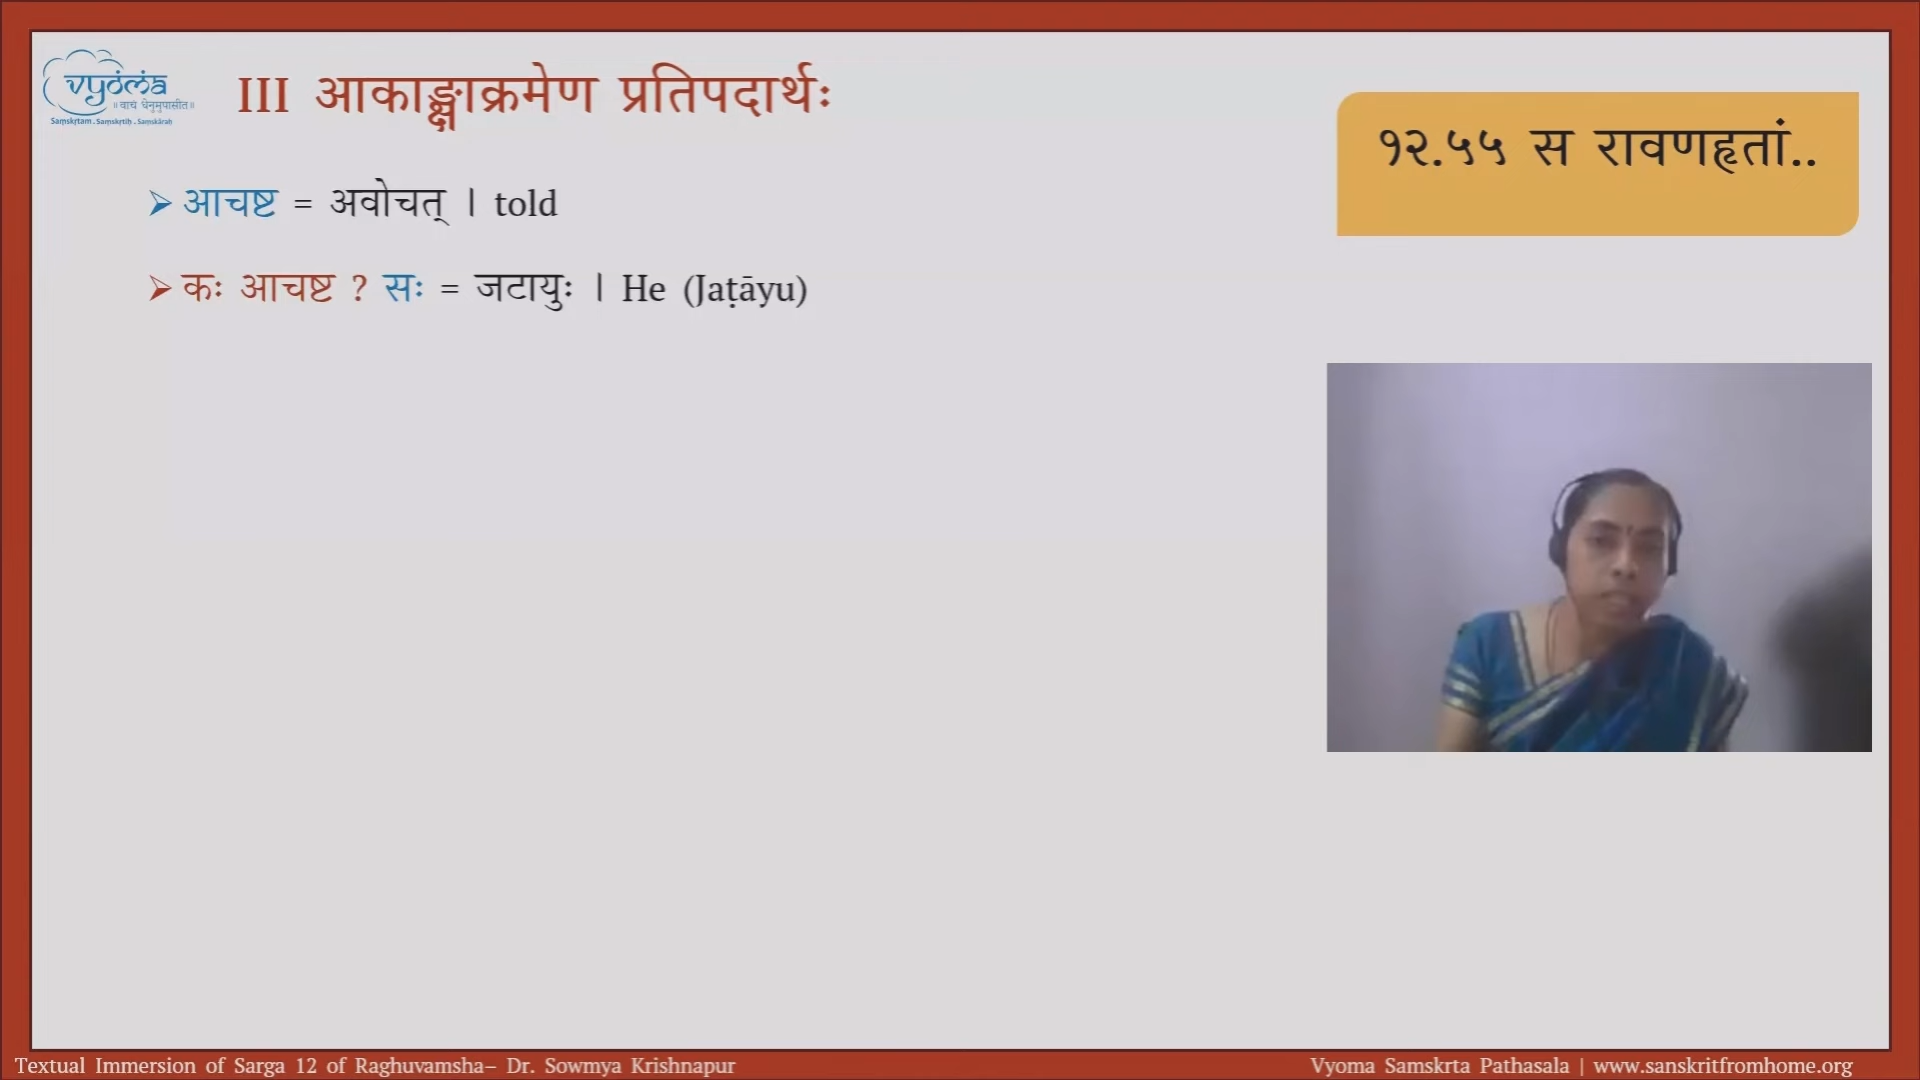 vyoma
॥वाचं धेनुमुपासीत॥
Saṃskṛtam . Saṃskṛtiḥ . Saṃskāraḥ
III आकाङ्क्षाक्रमेण प्रतिपदार्थः
१२.५५ स रावणहृतां..
➢ आचष्ट = अवोचत् । told
➢ कः आचष्ट ? सः = जटायुः । He (Jaṭāyu)
Textual Immersion of Sarga 12 of Raghuvamsha– Dr. Sowmya Krishnapur
Vyoma Samskrta Pathasala | www.sanskritfromhome.org